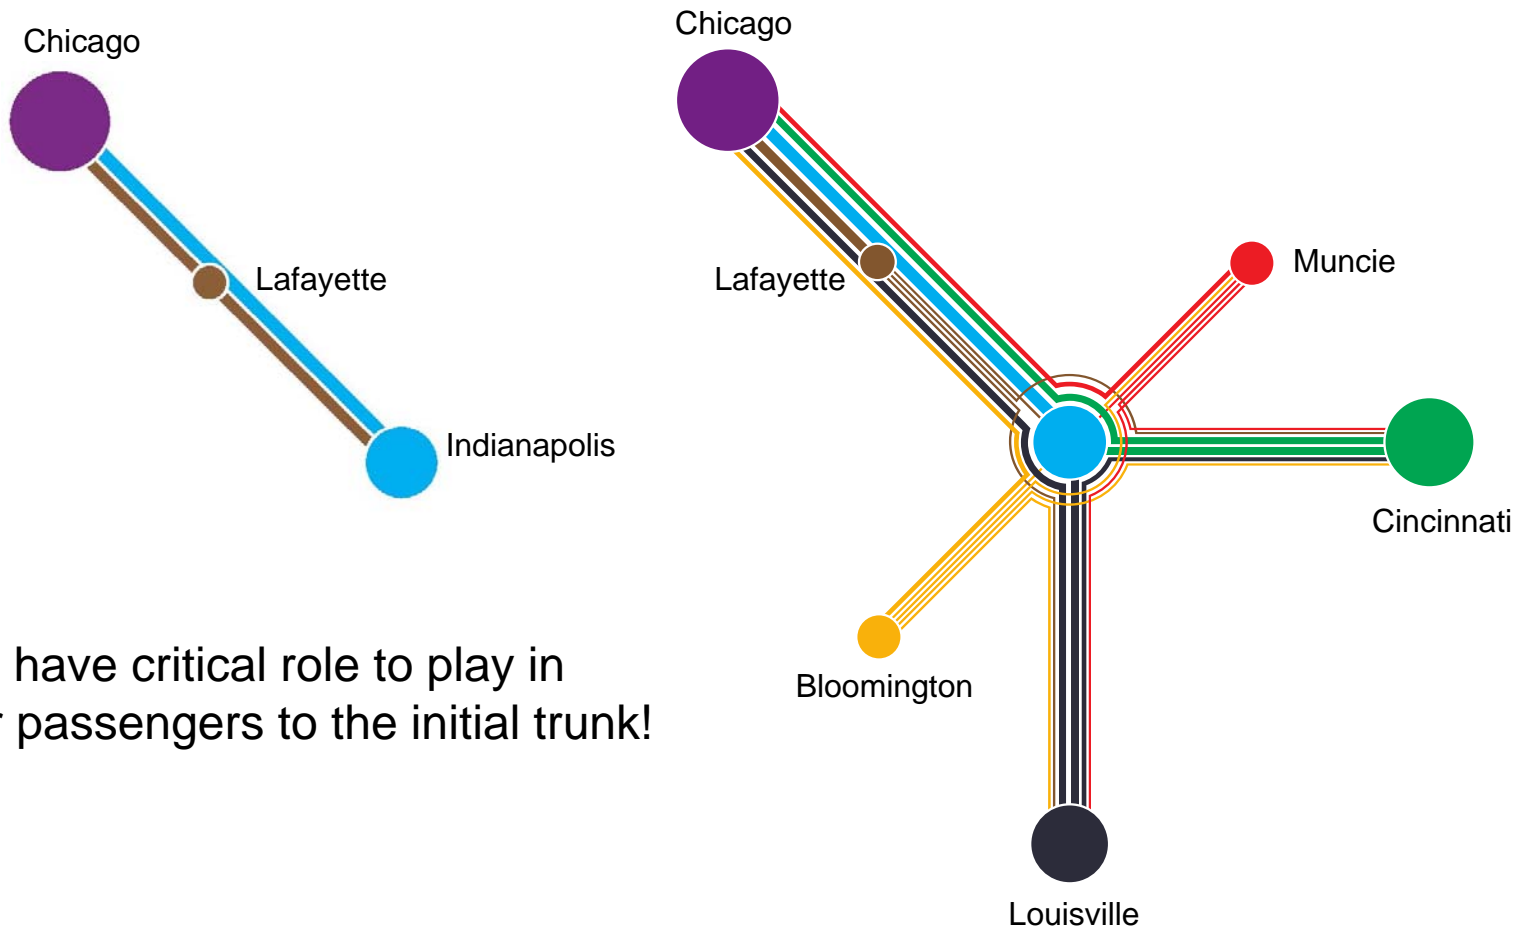 Chicago
Lafayette
Indianapolis
have critical role to play in
passengers to the initial trunk!
Chicago
Lafayette
Muncie
Cincinnati
Bloomington
Louisville